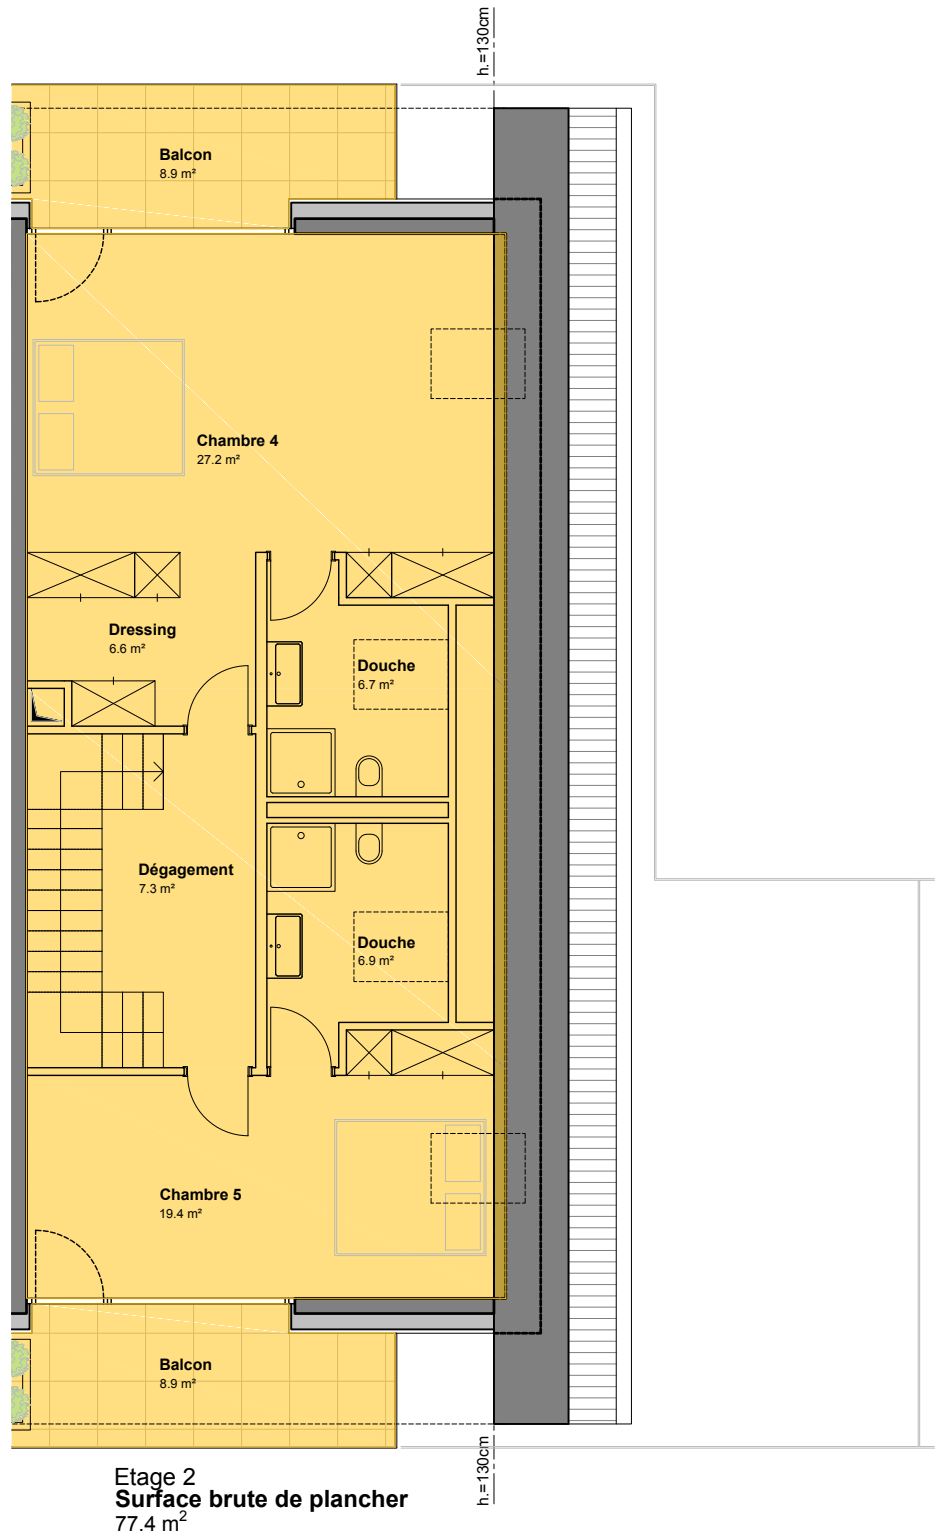 h.=130cm
Balcon
8.9 m²
Chambre 4
27.2 m²
Dressing
6.6 m²
Douche
6.7 m²
Dégagement
7.3 m²
Douche
6.9 m²
Chambre 5
19.4 m²
Balcon
8.9 m²
h.=130cm
Etage 2
Surface brute de plancher
77.4 m²